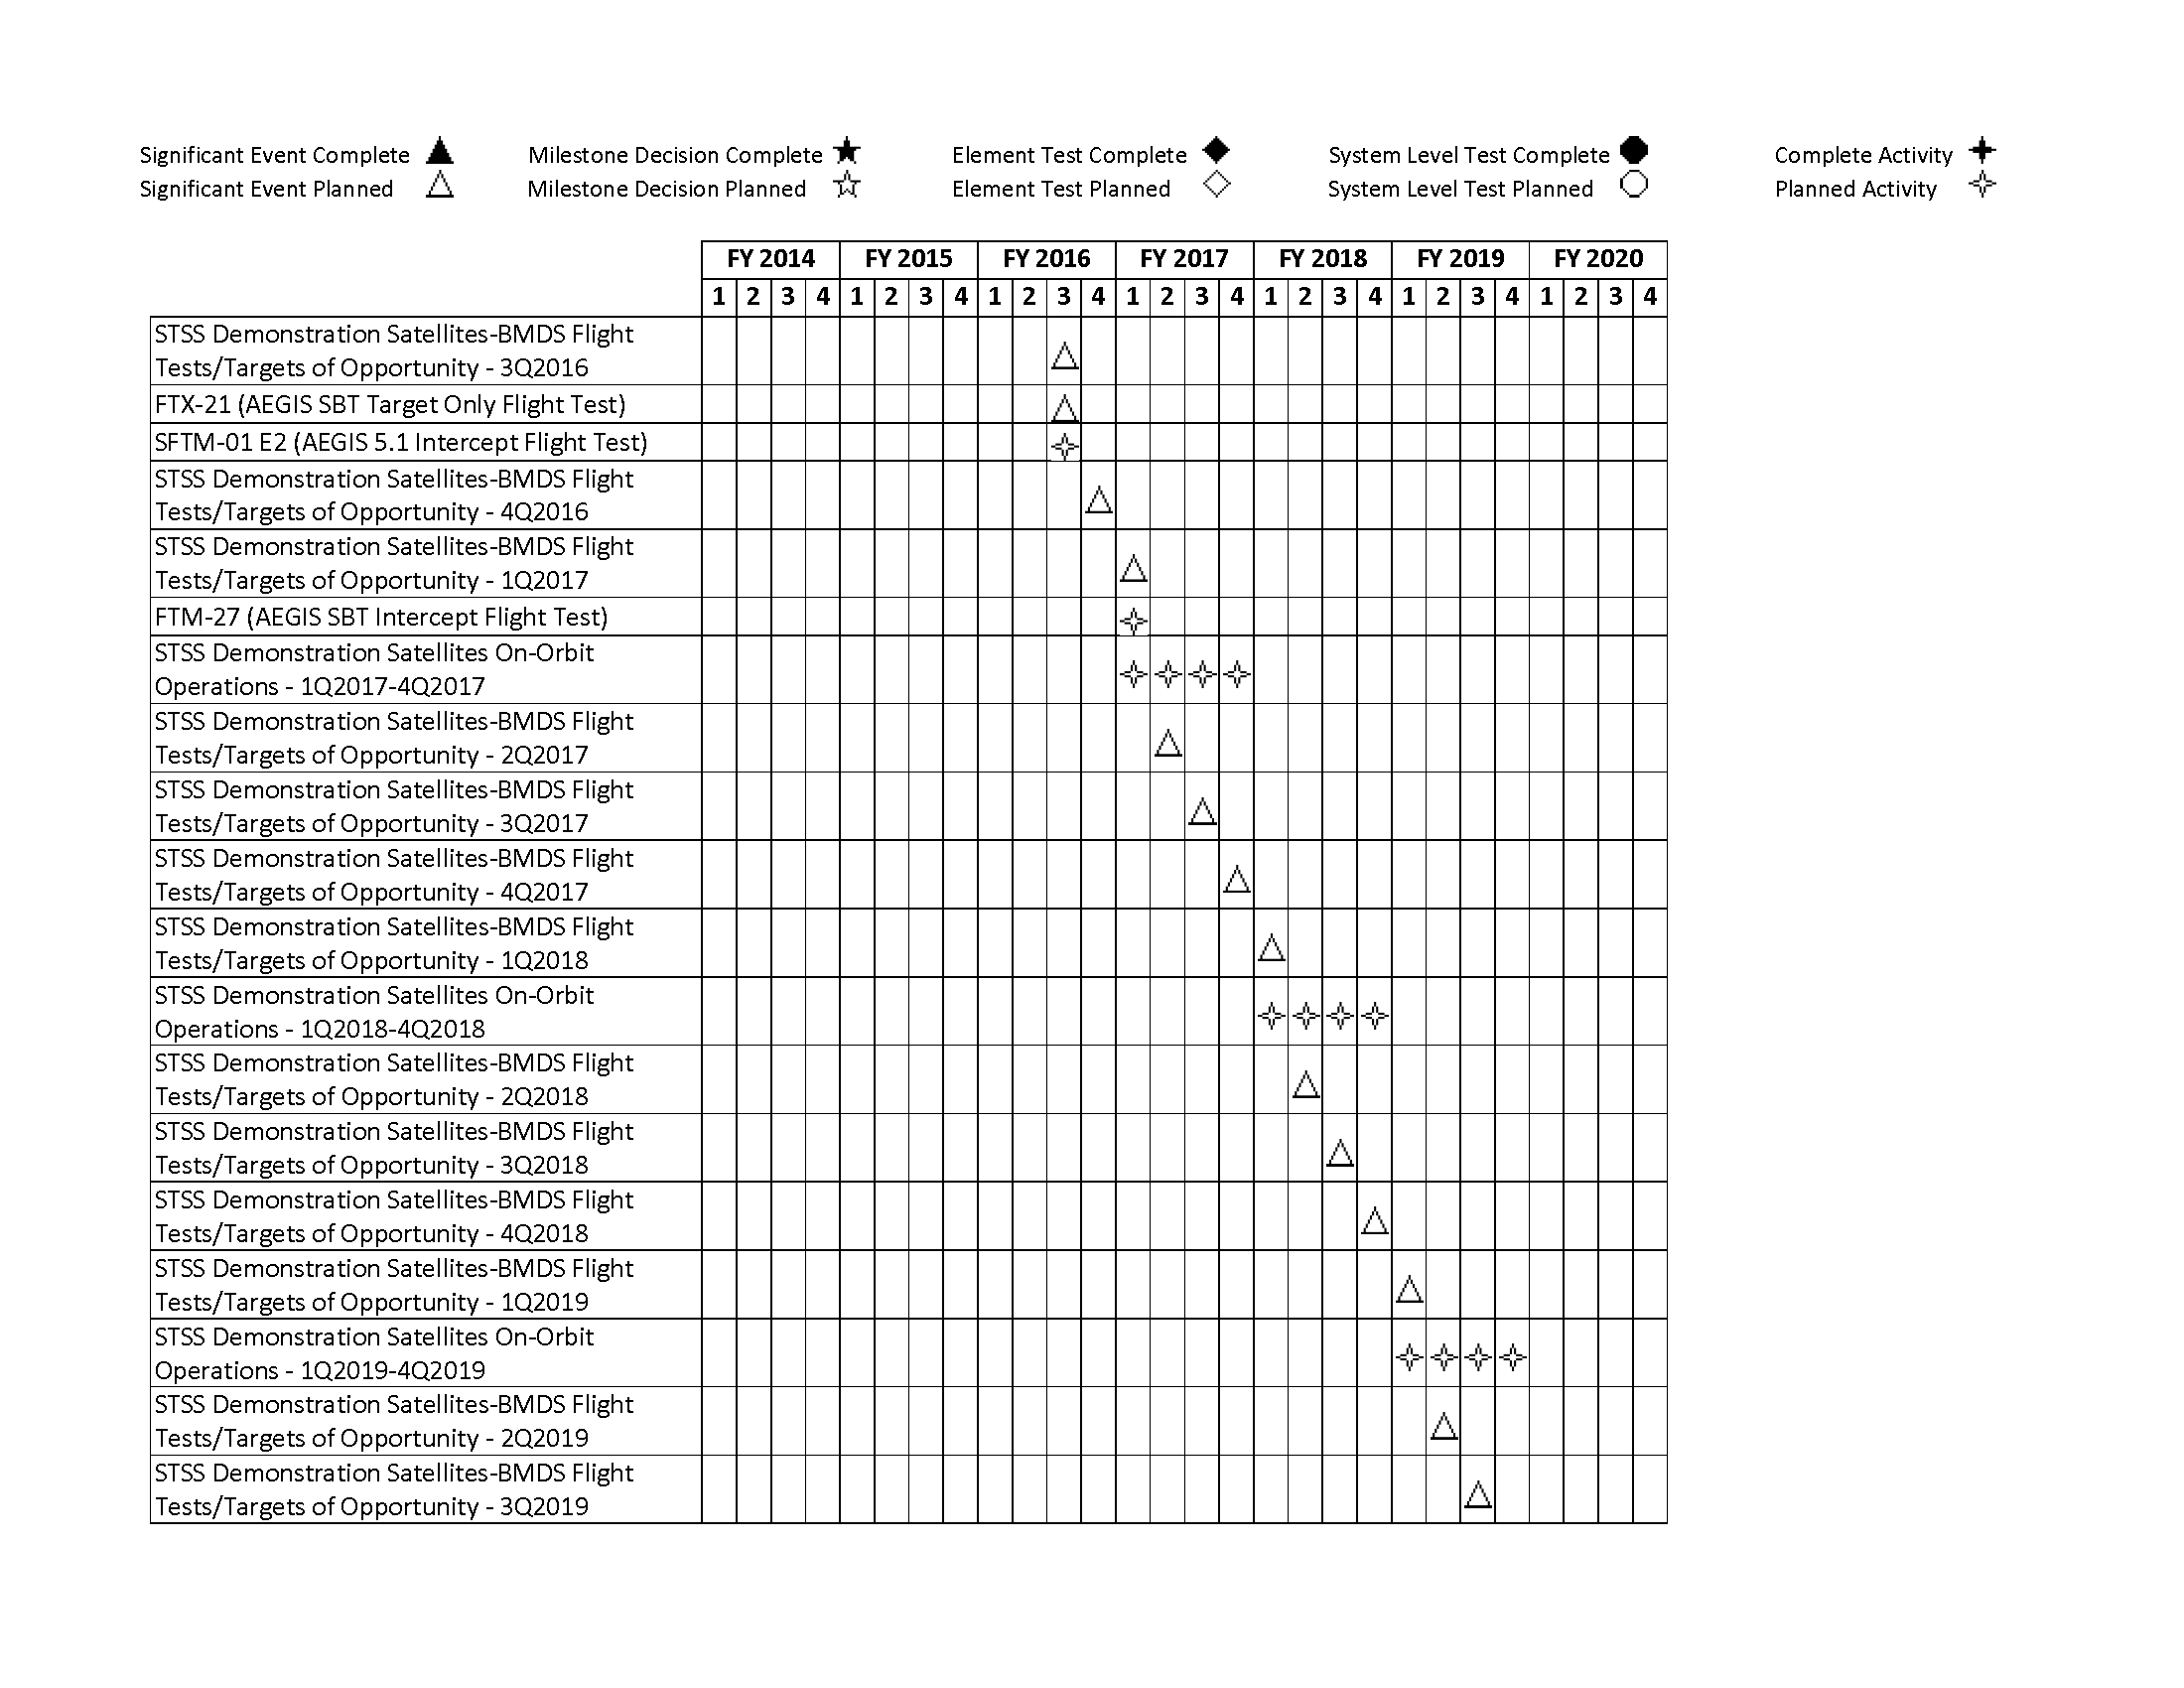 Significant Event Complete Milestone Decision Complete Element Test Complete System Level Test Complete Complete Activity
Significant Event Planned Milestone Decision Planned Element Test Planned System Level Test Planned Planned Activity
FY 2014 FY 2015 FY 2016 FY 2017 FY 2018 FY 2019 FY 2020
1 2 3 4 1 2 3 4 1 2 3 4 1 2 3 4 1 2 3 4 1 2 3 4 1 2 3 4
STSS Demonstration Satellites-BMDS Flight
Tests/Targets of Opportunity - 3Q2016
FTX-21 (AEGIS SBT Target Only Flight Test)
SFTM-01 E2 (AEGIS 5.1 Intercept Flight Test)
STSS Demonstration Satellites-BMDS Flight
Tests/Targets of Opportunity - 4Q2016
STSS Demonstration Satellites-BMDS Flight
Tests/Targets of Opportunity - 1Q2017
FTM-27 (AEGIS SBT Intercept Flight Test)
STSS Demonstration Satellites On-Orbit
Operations - 1Q2017-4Q2017
STSS Demonstration Satellites-BMDS Flight
Tests/Targets of Opportunity - 2Q2017
STSS Demonstration Satellites-BMDS Flight
Tests/Targets of Opportunity - 3Q2017
STSS Demonstration Satellites-BMDS Flight
Tests/Targets of Opportunity - 4Q2017
STSS Demonstration Satellites-BMDS Flight
Tests/Targets of Opportunity - 1Q2018
STSS Demonstration Satellites On-Orbit
Operations - 1Q2018-4Q2018
STSS Demonstration Satellites-BMDS Flight
Tests/Targets of Opportunity - 2Q2018
STSS Demonstration Satellites-BMDS Flight
Tests/Targets of Opportunity - 3Q2018
STSS Demonstration Satellites-BMDS Flight
Tests/Targets of Opportunity - 4Q2018
STSS Demonstration Satellites-BMDS Flight
Tests/Targets of Opportunity - 1Q2019
STSS Demonstration Satellites On-Orbit
Operations - 1Q2019-4Q2019
STSS Demonstration Satellites-BMDS Flight
Tests/Targets of Opportunity - 2Q2019
STSS Demonstration Satellites-BMDS Flight
Tests/Targets of Opportunity - 3Q2019